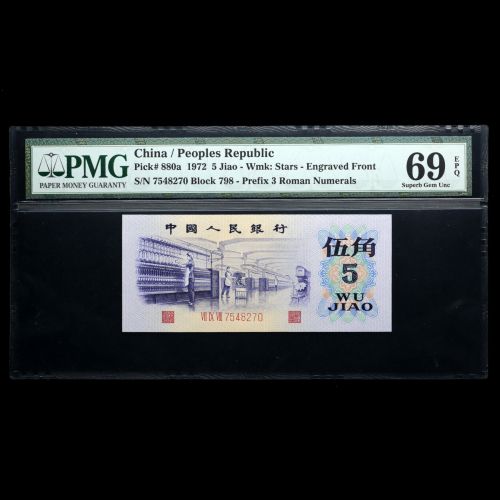 PMG
PAPER MONEY GUARANTY
China / Peoples Republic
Pick# 880a 1972 5 Jiao - Wmk: Stars - Engraved Front
S/N 7548270 Block 798 - Prefix 3 Roman Numerals
69 EPQ
Superb Gem Unc
中國人民銀行
伍角
5
WU
JIAO
VII IX VIII 7548270